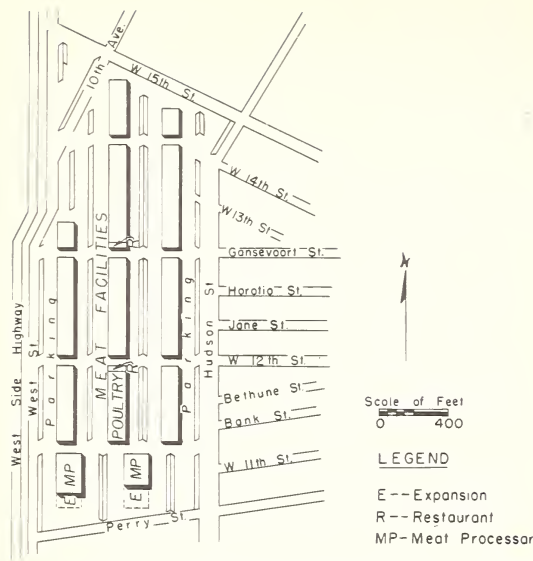 10th Ave.
W 15th St.
W 14th St.
W 13th St.
Gansevoort St.
Horatio St.
Jane St.
W 12th St.
Bethune St.
Bank St.
W 11th St.
Perry St.
Hudson St
West Side Highway
West St.
Parking
MEAT FACILITIES
R
R
POULTRY
Parking
MP
E
MP
E
N
Scale of Feet
0 400
LEGEND
E--Expansion
R--Restaurant
MP-Meat Processor